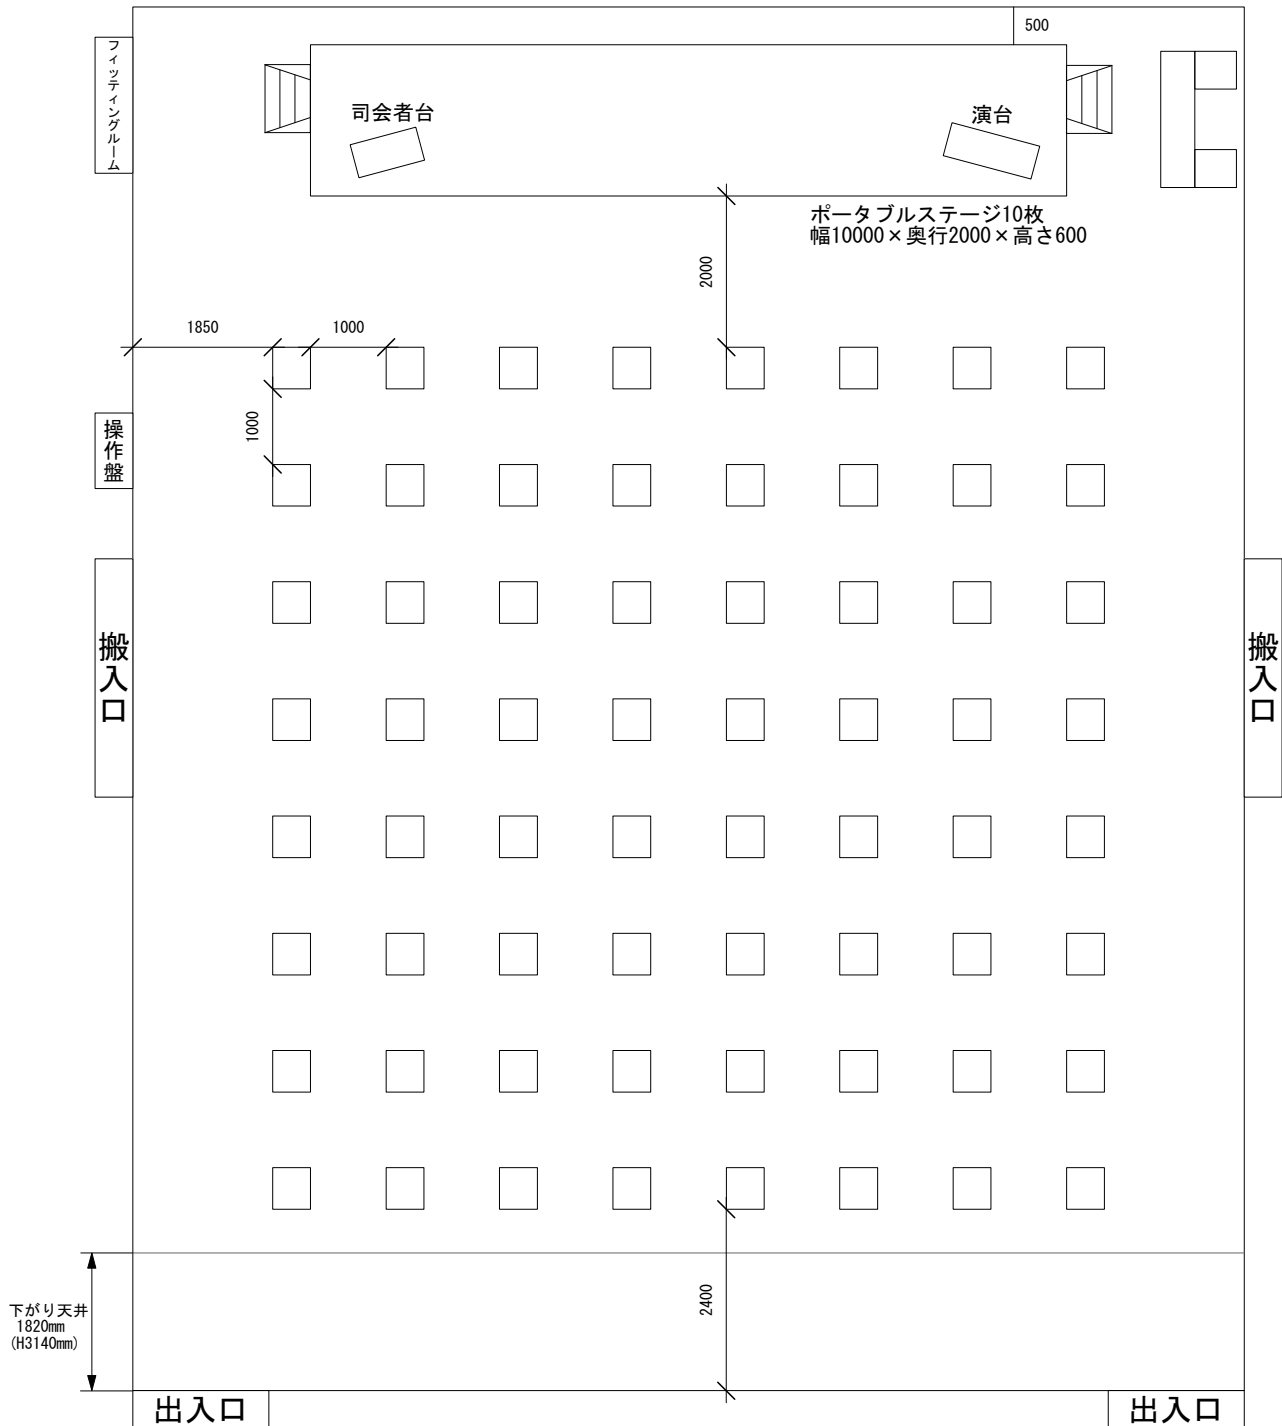 500
フィッティングルーム
司会者台
演台
ポータブルステージ10枚
幅10000×奥行2000×高さ600
2000
1850
1000
1000
操作盤
搬入口
搬入口
下がり天井
1820mm
(H3140mm)
2400
出入口
出入口